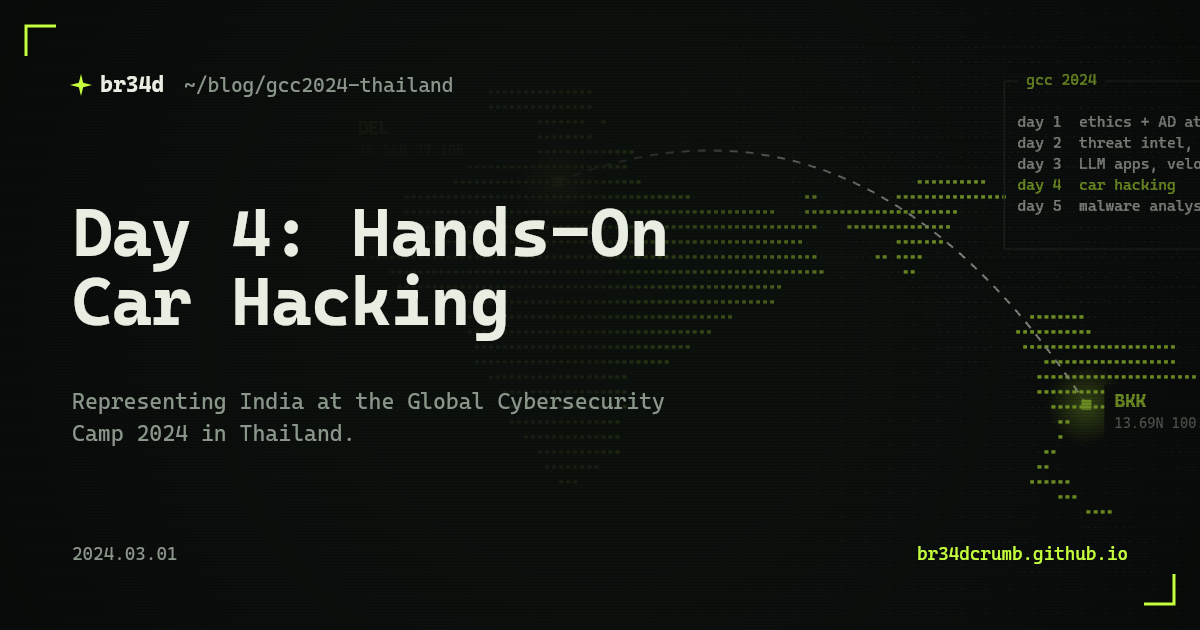 br34d ~/blog/gcc2024-thailand
gcc 2024
day 1 ethics + AD at
day 2 threat intel,
day 3 LLM apps, velo
day 4 car hacking
day 5 malware analys
DEL
Day 4: Hands-On
Car Hacking
Representing India at the Global Cybersecurity
Camp 2024 in Thailand.
BKK
13.69N 100
2024.03.01
br34dcrumb.github.io